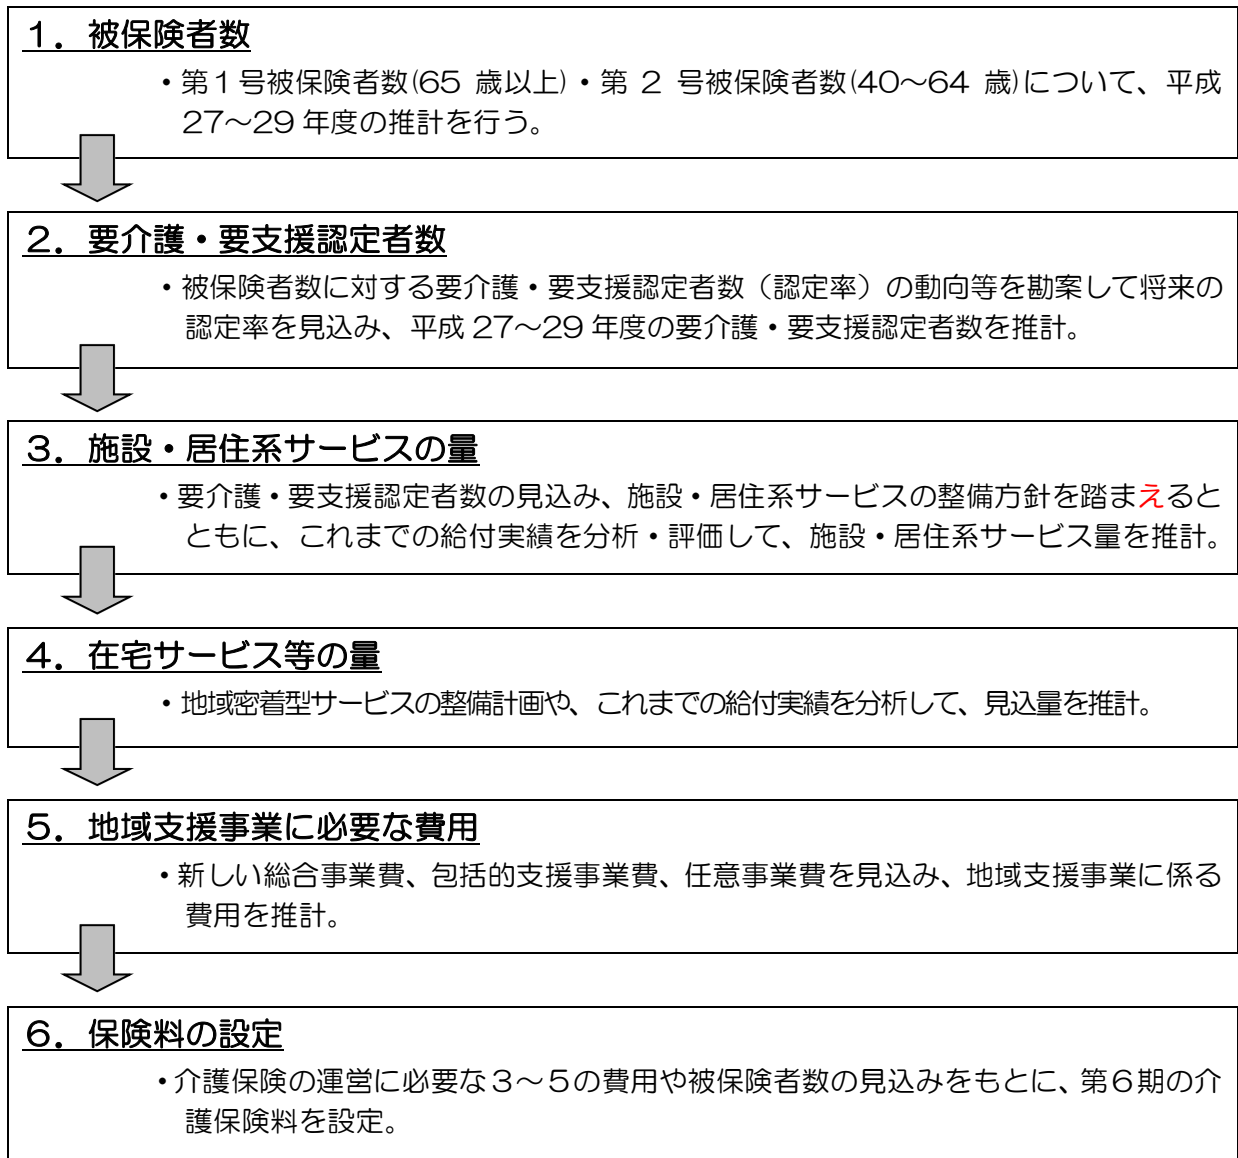 １．被保険者数
・第１号被保険者数(65 歳以上)・第 2 号被保険者数(40～64 歳)について、平成
27～29 年度の推計を行う。
２．要介護・要支援認定者数
・被保険者数に対する要介護・要支援認定者数（認定率）の動向等を勘案して将来の
認定率を見込み、平成 27～29 年度の要介護・要支援認定者数を推計。
３．施設・居住系サービスの量
・要介護・要支援認定者数の見込み、施設・居住系サービスの整備方針を踏まえると
ともに、これまでの給付実績を分析・評価して、施設・居住系サービス量を推計。
４．在宅サービス等の量
・地域密着型サービスの整備計画や、これまでの給付実績を分析して、見込量を推計。
５．地域支援事業に必要な費用
・新しい総合事業費、包括的支援事業費、任意事業費を見込み、地域支援事業に係る
費用を推計。
６．保険料の設定
・介護保険の運営に必要な３～５の費用や被保険者数の見込みをもとに、第６期の介
護保険料を設定。